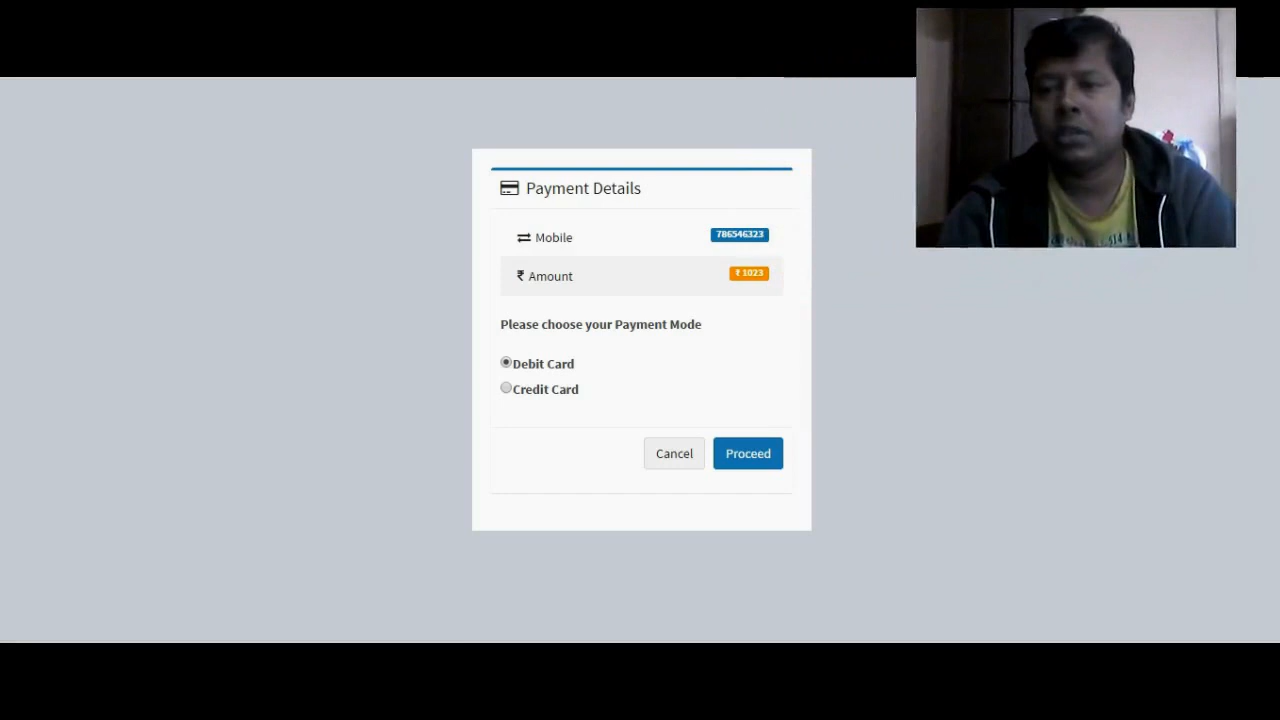 Payment Details
Mobile 786546323
₹ Amount ₹ 1023
Please choose your Payment Mode
Debit Card
Credit Card
Cancel Proceed